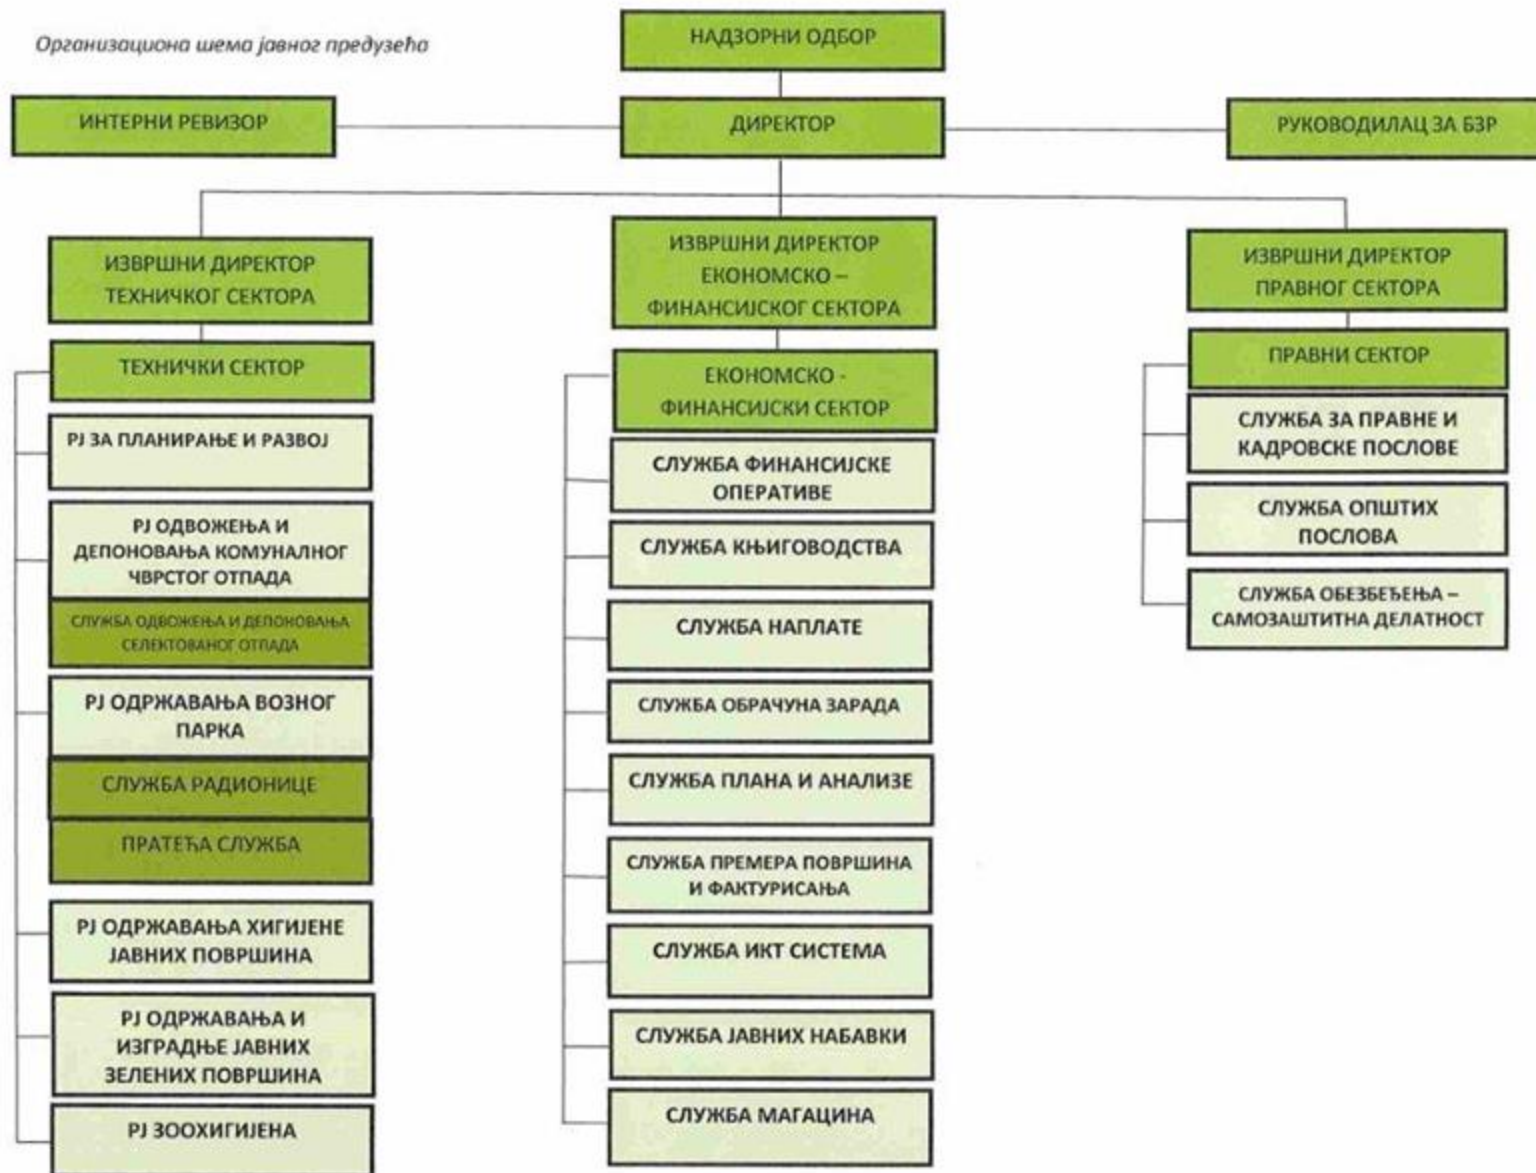 Организациона шема јавног предузећа
НАДЗОРНИ ОДБОР
ИНТЕРНИ РЕВИЗОР
ДИРЕКТОР
РУКОВОДИЛАЦ ЗА БЗР
ИЗВРШНИ ДИРЕКТОР
ТЕХНИЧКОГ СЕКТОРА
ТЕХНИЧКИ СЕКТОР
РЈ ЗА ПЛАНИРАЊЕ И РАЗВОЈ
РЈ ОДВОЖЕЊА И
ДЕПОНОВАЊА КОМУНАЛНОГ
ЧВРСТОГ ОТПАДА
СЛУЖБА ОДВОЖЕЊА И ДЕПОНОВАЊА
СЕЛЕКТОВАНОГ ОТПАДА
РЈ ОДРЖАВАЊА ВОЗНОГ
ПАРКА
СЛУЖБА РАДИОНИЦЕ
ПРАТЕЋА СЛУЖБА
РЈ ОДРЖАВАЊА ХИГИЈЕНЕ
ЈАВНИХ ПОВРШИНА
РЈ ОДРЖАВАЊА И
ИЗГРАДЊЕ ЈАВНИХ
ЗЕЛЕНИХ ПОВРШИНА
РЈ ЗООХИГИЈЕНА
ИЗВРШНИ ДИРЕКТОР
ЕКОНОМСКО –
ФИНАНСИЈСКОГ СЕКТОРА
ЕКОНОМСКО -
ФИНАНСИЈСКИ СЕКТОР
СЛУЖБА ФИНАНСИЈСКЕ
ОПЕРАТИВЕ
СЛУЖБА КЊИГОВОДСТВА
СЛУЖБА НАПЛАТЕ
СЛУЖБА ОБРАЧУНА ЗАРАДА
СЛУЖБА ПЛАНА И АНАЛИЗЕ
СЛУЖБА ПРЕМЕРА ПОВРШИНА
И ФАКТУРИСАЊА
СЛУЖБА ИКТ СИСТЕМА
СЛУЖБА ЈАВНИХ НАБАВКИ
СЛУЖБА МАГАЦИНА
ИЗВРШНИ ДИРЕКТОР
ПРАВНОГ СЕКТОРА
ПРАВНИ СЕКТОР
СЛУЖБА ЗА ПРАВНЕ И
КАДРОВСКЕ ПОСЛОВЕ
СЛУЖБА ОПШТИХ
ПОСЛОВА
СЛУЖБА ОБЕЗБЕЂЕЊА –
САМОЗАШТИТНА ДЕЛАТНОСТ